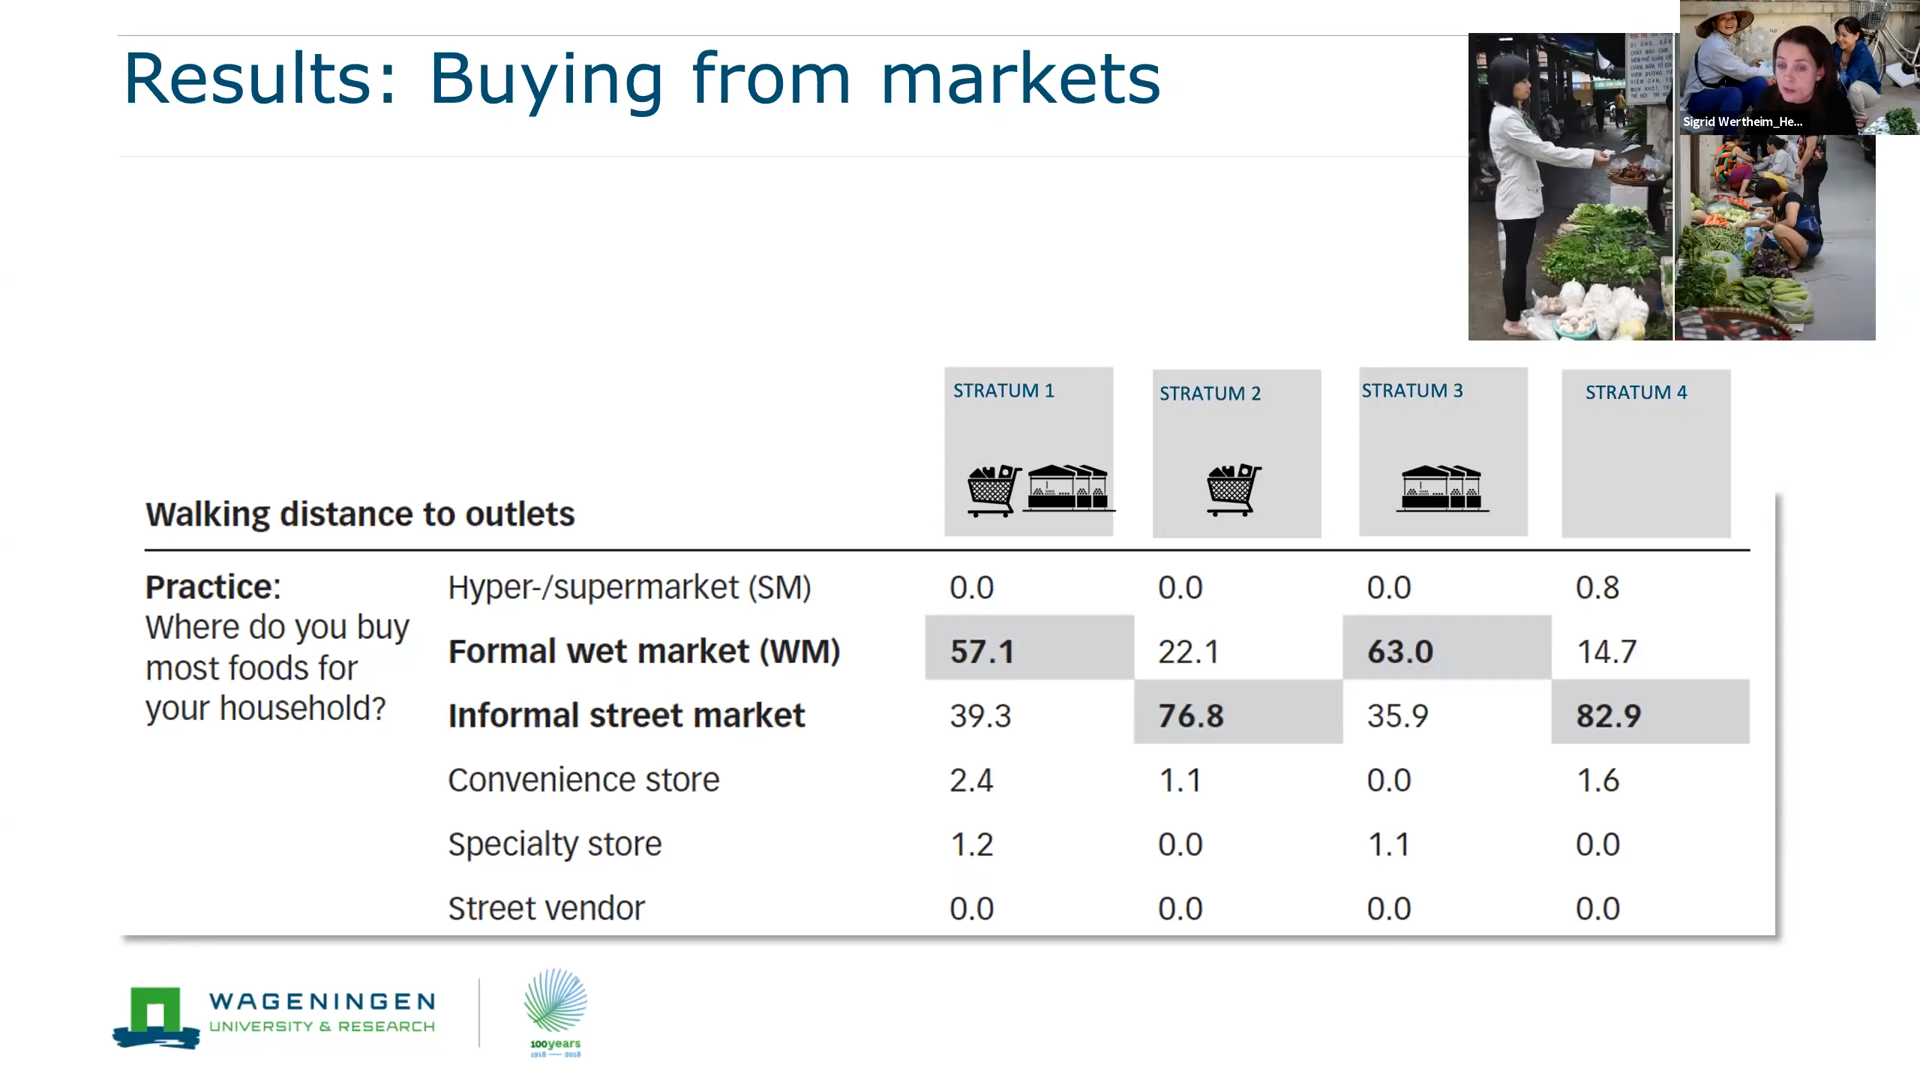 Results: Buying from markets
Sigrid Wertheim_He...
STRATUM 1
STRATUM 2
STRATUM 3
STRATUM 4
Walking distance to outlets
Practice:
Where do you buy
most foods for
your household?
Hyper-/supermarket (SM) 0.0 0.0 0.0 0.8
Formal wet market (WM) 57.1 22.1 63.0 14.7
Informal street market 39.3 76.8 35.9 82.9
Convenience store 2.4 1.1 0.0 1.6
Specialty store 1.2 0.0 1.1 0.0
Street vendor 0.0 0.0 0.0 0.0
WAGENINGEN
UNIVERSITY & RESEARCH
100years
1918 — 2018